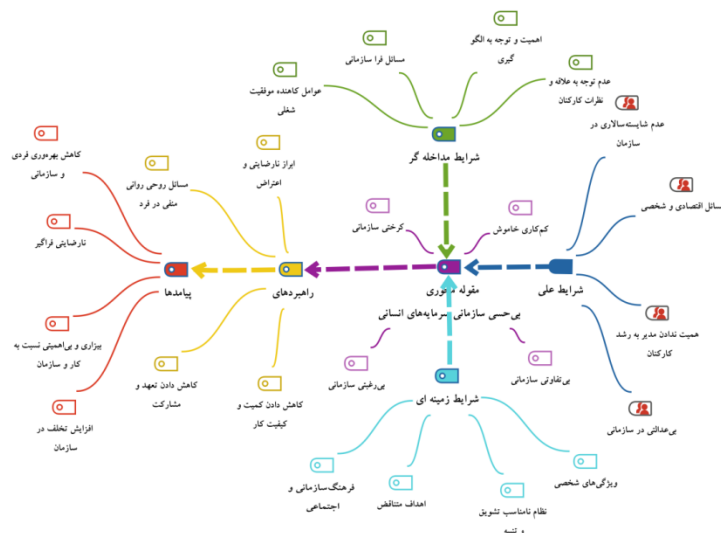 اهمیت و توجه به الگو
گیری
مسائل فرا سازمانی
عدم توجه به علاقه و
نظرات کارکنان
عوامل کاهنده موفقیت
شغلی
شرایط مداخله گر
عدم شایسته‌سالاری در
سازمان
مسائل اقتصادی و شخصی
شرایط علی
همیت ندادن مدیر به رشد
کارکنان
بی‌عدالتی در سازمانی
کم‌کاری خاموش
کرختی سازمانی
مقوله محوری
بی‌حسی سازمانی سرمایه‌های انسانی
بی‌رغبتی سازمانی
بی‌تفاوتی سازمانی
ابراز نارضایتی و
اعتراض
مسائل روحی روانی
منفی در فرد
راهبردهای
کاهش دادن تعهد و
مشارکت
کاهش دادن کمیت و
کیفیت کار
کاهش بهره‌وری فردی
و سازمانی
نارضایتی فراگیر
پیامدها
بیزاری و بی‌اهمیتی نسبت به
کار و سازمان
افزایش تخلف در
سازمان
شرایط زمینه ای
ویژگی‌های شخصی
نظام نامناسب تشویق
اهداف متناقض
فرهنگ‌سازمانی و
اجتماعی